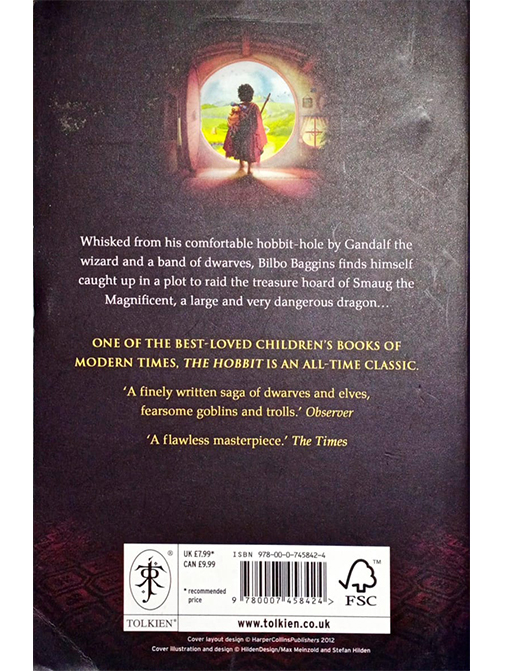 Whisked from his comfortable hobbit-hole by Gandalf the
wizard and a band of dwarves, Bilbo Baggins finds himself
caught up in a plot to raid the treasure hoard of Smaug the
Magnificent, a large and very dangerous dragon...
ONE OF THE BEST-LOVED CHILDREN'S BOOKS OF
MODERN TIMES, THE HOBBIT IS AN ALL-TIME CLASSIC.
'A finely written saga of dwarves and elves,
fearsome goblins and trolls.' Observer
'A flawless masterpiece.' The Times
®
TOLKIEN®
UK £7.99*
CAN £9.99
* recommended
price
ISBN 978-00-0-745842-4
9 780007 458424 >
™
FSC
www.tolkien.co.uk
Cover layout design © HarperCollinsPublishers 2012
Cover illustration and design © HildenDesign/Max Meinzold and Stefan Hilden